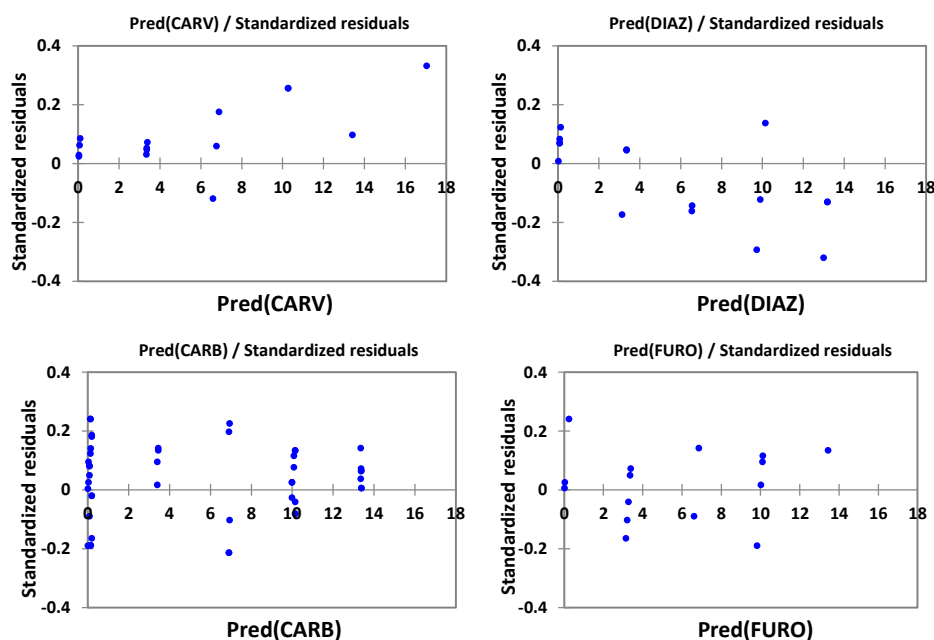 Pred(CARV) / Standardized residuals
0.4
0.2
0
-0.2
-0.4
0 2 4 6 8 10 12 14 16 18
Standardized residuals
Pred(CARV)
Pred(DIAZ) / Standardized residuals
0.4
0.2
0
-0.2
-0.4
0 2 4 6 8 10 12 14 16 18
Standardized residuals
Pred(DIAZ)
Pred(CARB) / Standardized residuals
0.4
0.2
0
-0.2
-0.4
0 2 4 6 8 10 12 14 16 18
Standardized residuals
Pred(CARB)
Pred(FURO) / Standardized residuals
0.4
0.2
0
-0.2
-0.4
0 2 4 6 8 10 12 14 16 18
Standardized residuals
Pred(FURO)